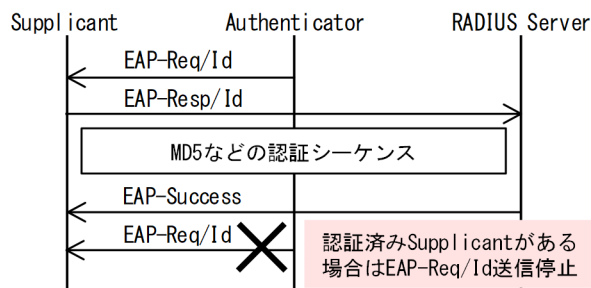 Supplicant Authenticator RADIUS Server
EAP-Req/Id
EAP-Resp/Id
MD5などの認証シーケンス
EAP-Success
EAP-Req/Id
認証済みSupplicantがある
場合はEAP-Req/Id送信停止